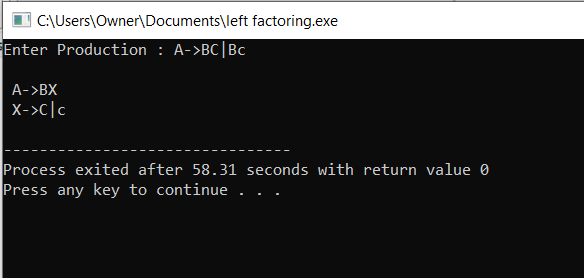 C:\Users\Owner\Documents\left factoring.exe
Enter Production : A->BC|Bc
A->BX
X->C|c
--------------------------------
Process exited after 58.31 seconds with return value 0
Press any key to continue . . .